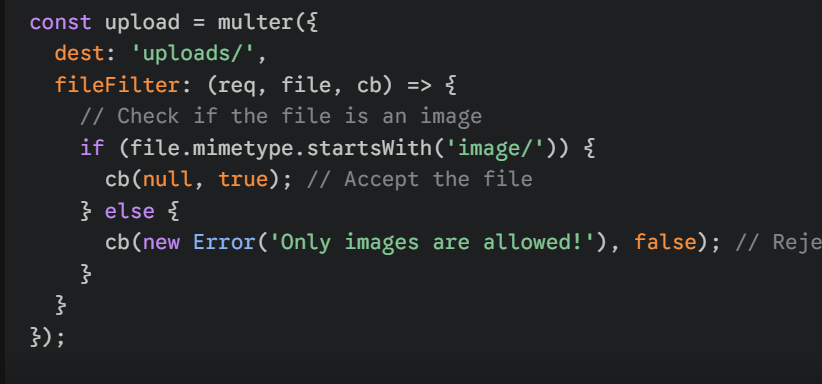 const upload = multer({
  dest: 'uploads/',
  fileFilter: (req, file, cb) => {
    // Check if the file is an image
    if (file.mimetype.startsWith('image/')) {
      cb(null, true); // Accept the file
    } else {
      cb(new Error('Only images are allowed!'), false); // Reje
    }
  }
});